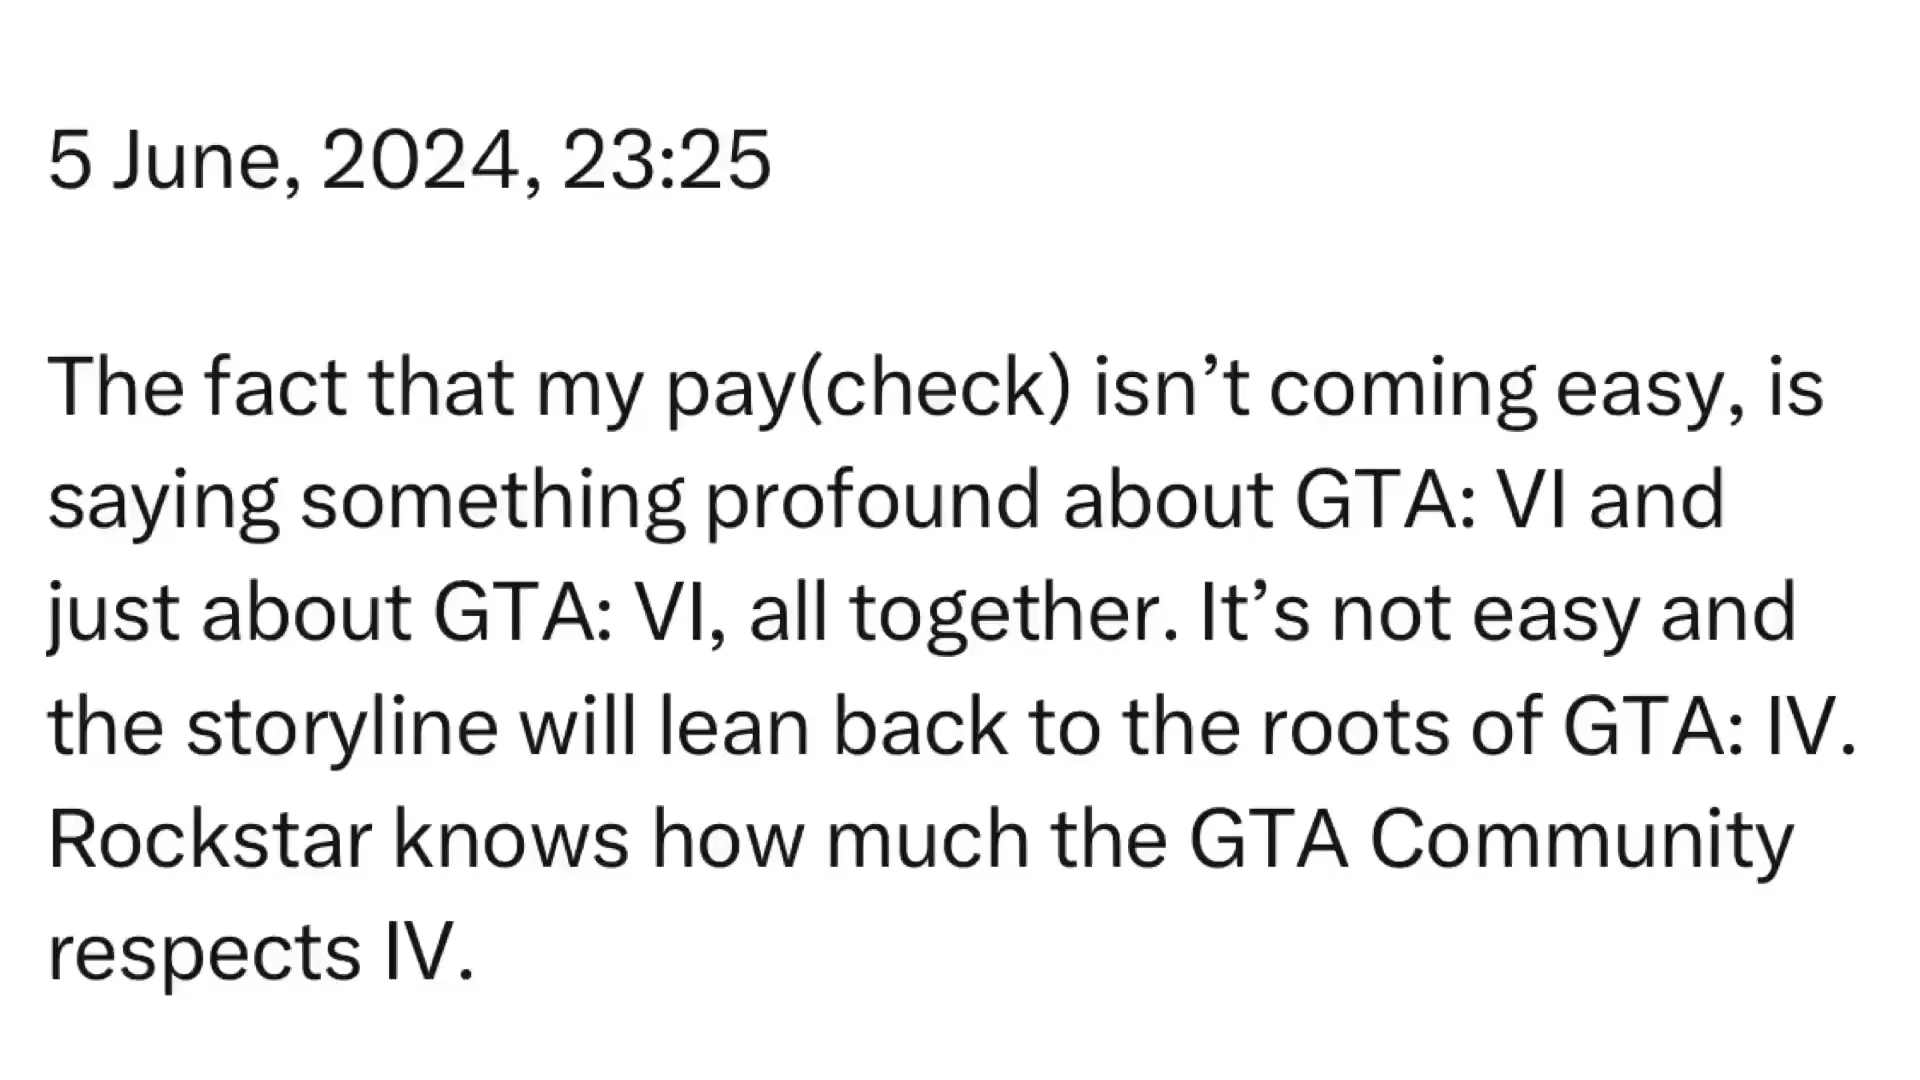 5 June, 2024, 23:25
The fact that my pay(check) isn’t coming easy, is
saying something profound about GTA: VI and
just about GTA: VI, all together. It’s not easy and
the storyline will lean back to the roots of GTA: IV.
Rockstar knows how much the GTA Community
respects IV.